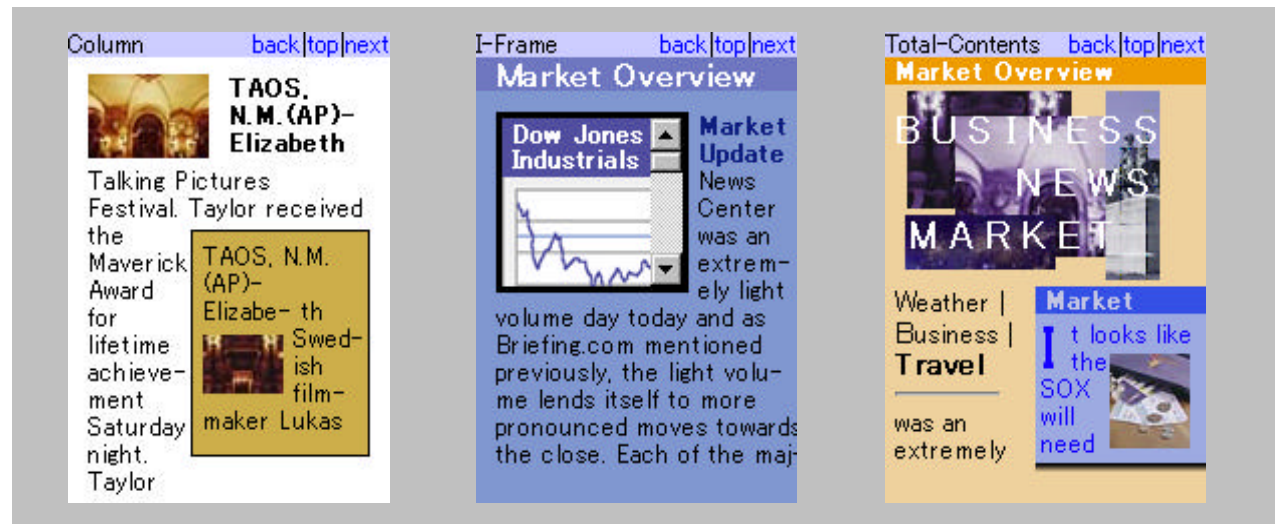 Column back|top|next
TAOS,
N.M.(AP)-
Elizabeth
Talking Pictures
Festival. Taylor received
the
Maverick
Award
for
lifetime
achieve-
ment
Saturday
night.
Taylor
TAOS, N.M.
(AP)-
Elizabe- th
Swed-
ish
film-
maker Lukas
I-Frame back|top|next
Market Overview
Dow Jones
Industrials
Market
Update
News
Center
was an
extrem-
ely light
volume day today and as
Briefing.com mentioned
previously, the light volu-
me lends itself to more
pronounced moves towards
the close. Each of the maj-
Total-Contents back|top|next
Market Overview
BUSINESS
NEWS
MARKET
Weather |
Business |
Travel
was an
extremely
Market
It looks like
the
SOX
will
need